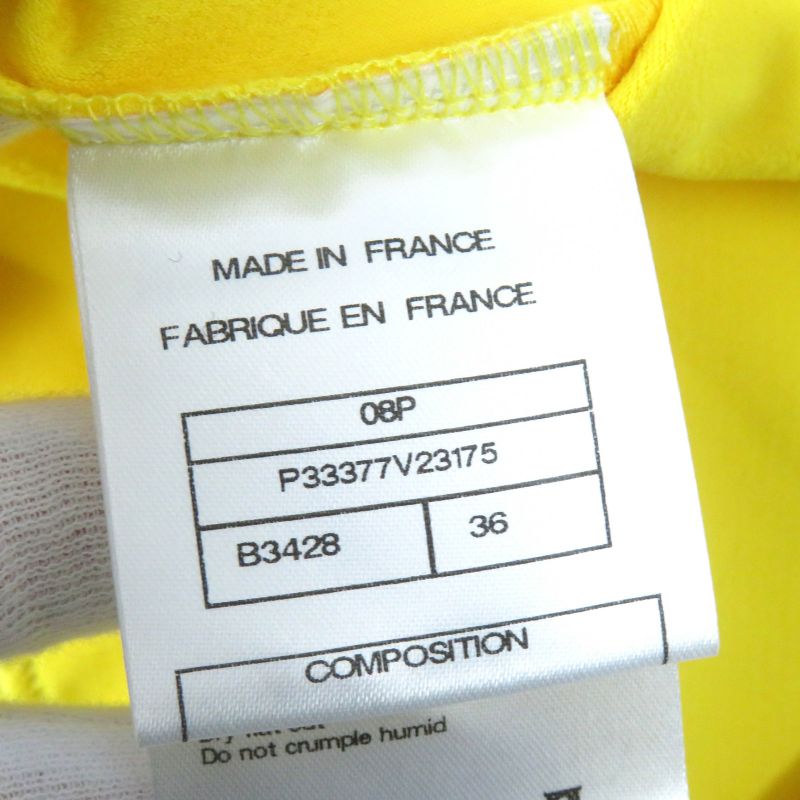 MADE IN FRANCE
FABRIQUE EN FRANCE
08P
P33377V23175
B3428 36
COMPOSITION
Do not crumple humid